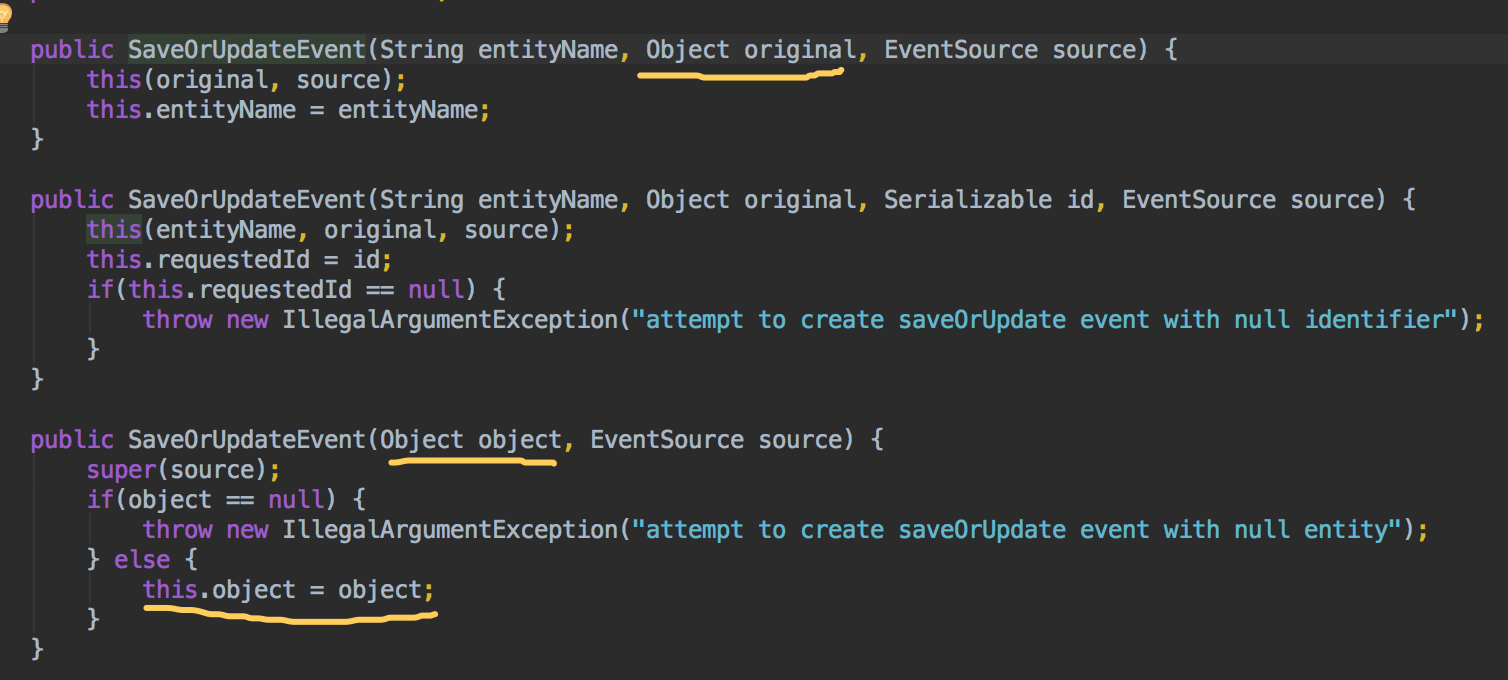 public SaveOrUpdateEvent(String entityName, Object original, EventSource source) {
this(original, source);
this.entityName = entityName;
}
public SaveOrUpdateEvent(String entityName, Object original, Serializable id, EventSource source) {
this(entityName, original, source);
this.requestedId = id;
if(this.requestedId == null) {
throw new IllegalArgumentException("attempt to create saveOrUpdate event with null identifier");
}
}
public SaveOrUpdateEvent(Object object, EventSource source) {
super(source);
if(object == null) {
throw new IllegalArgumentException("attempt to create saveOrUpdate event with null entity");
} else {
this.object = object;
}
}